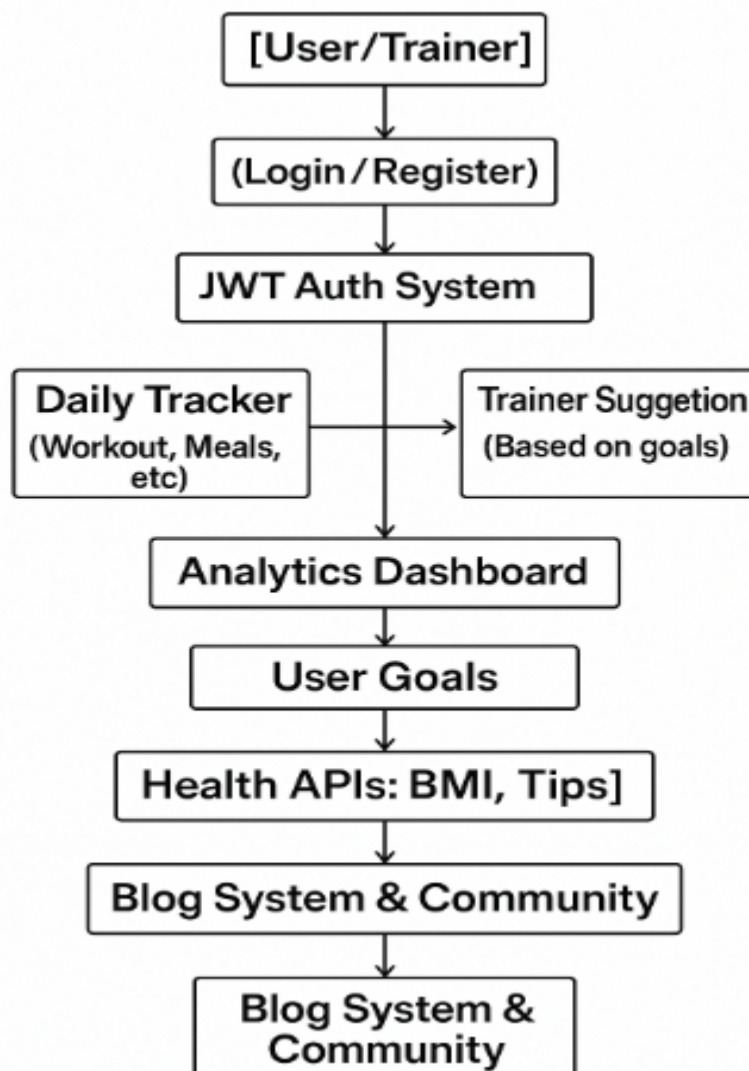 [User/Trainer]
(Login/Register)
JWT Auth System
Daily Tracker
(Workout, Meals,
etc)
Trainer Suggetion
(Based on goals)
Analytics Dashboard
User Goals
Health APIs: BMI, Tips]
Blog System & Community
Blog System &
Community